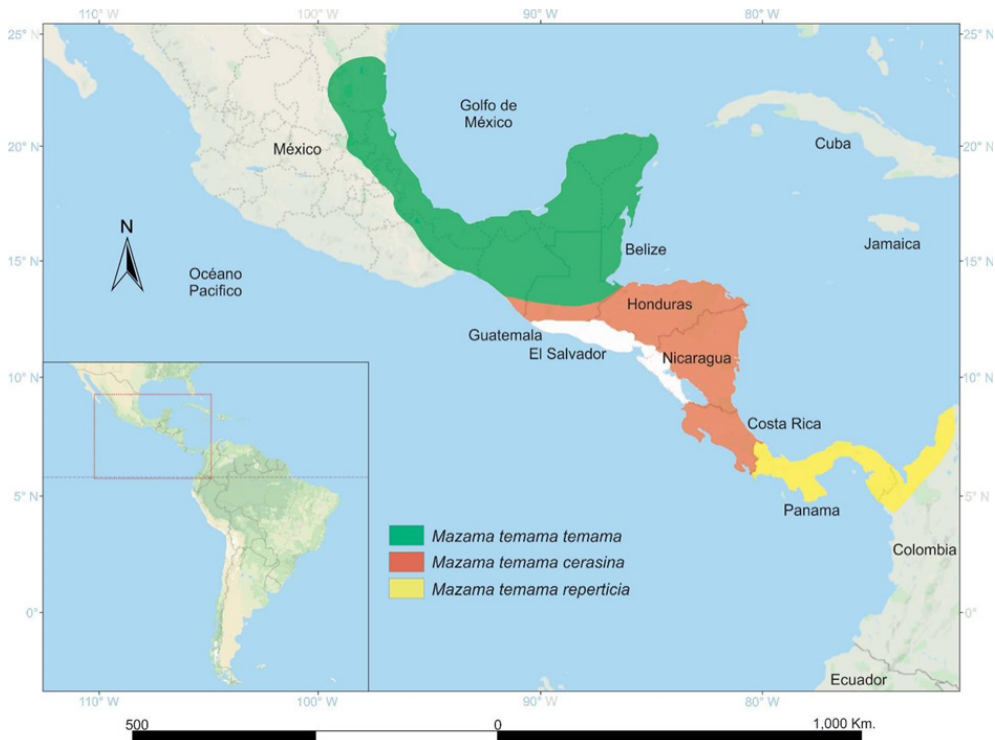 110° W
100° W
90° W
80° W
25° N
25° N
Golfo de
México
México
Cuba
20° N
20° N
N
Belize
Jamaica
15° N
15° N
Océano
Pacifico
Honduras
Guatemala
El Salvador
Nicaragua
10° N
10° N
Costa Rica
5° N
5° N
Panama
Mazama temama temama
Colombia
Mazama temama cerasina
Mazama temama reperticia
0°
0°
Ecuador
110° W
100° W
90° W
80° W
500
0
1,000 Km.